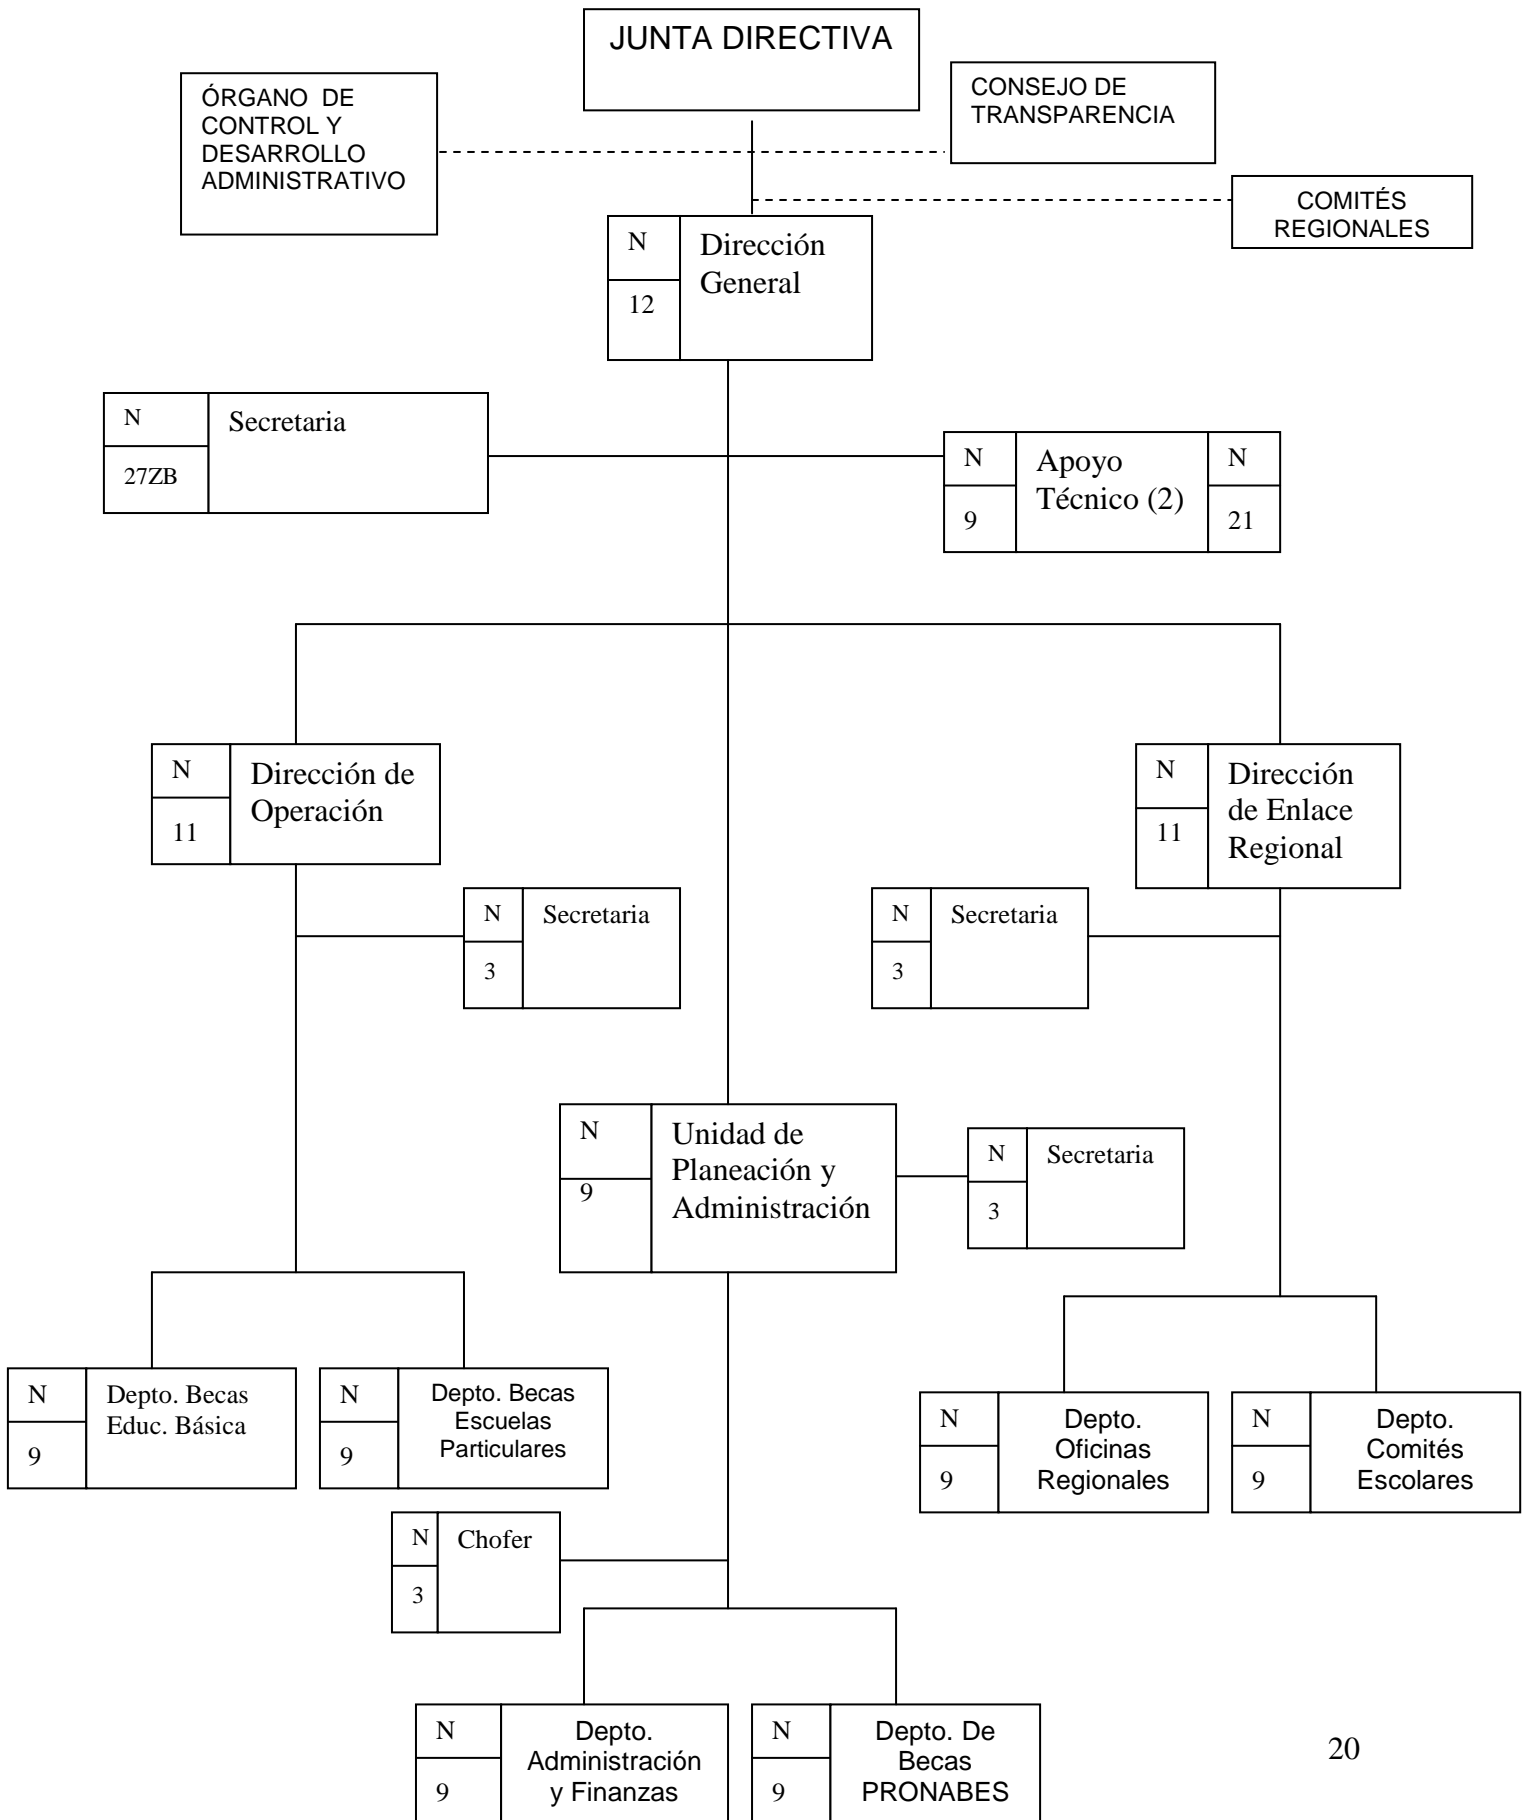 JUNTA DIRECTIVA
ÓRGANO DE
CONTROL Y
DESARROLLO
ADMINISTRATIVO
CONSEJO DE
TRANSPARENCIA
COMITÉS
REGIONALES
N
12
Dirección
General
N
27ZB
Secretaria
N
9
Apoyo
Técnico (2)
N
21
N
11
Dirección de
Operación
N
11
Dirección
de Enlace
Regional
N
3
Secretaria
N
3
Secretaria
N
9
Unidad de
Planeación y
Administración
N
3
Secretaria
N
9
Depto. Becas
Educ. Básica
N
9
Depto. Becas
Escuelas
Particulares
N
9
Depto.
Oficinas
Regionales
N
9
Depto.
Comités
Escolares
N
3
Chofer
N
9
Depto.
Administración
y Finanzas
N
9
Depto. De
Becas
PRONABES
20